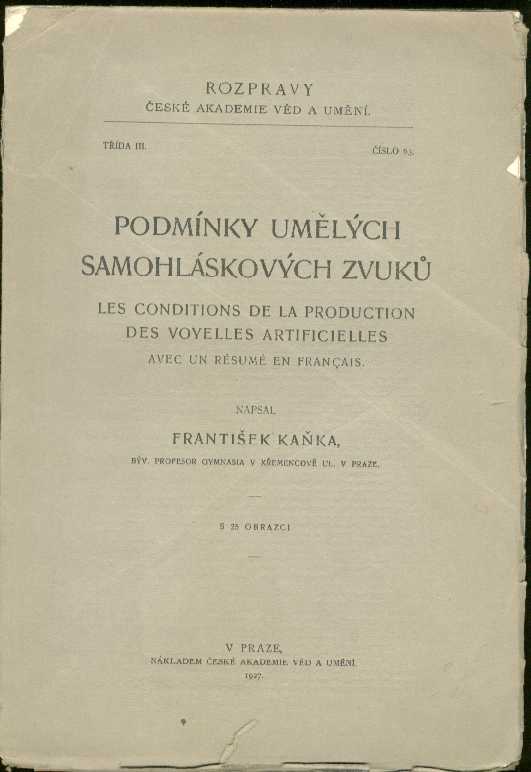 ROZPRAVY
ČESKÉ AKADEMIE VĚD A UMĚNÍ.
TŘÍDA III.
ČÍSLO 63.
PODMÍNKY UMĚLÝCH
SAMOHLÁSKOVÝCH ZVUKŮ
LES CONDITIONS DE LA PRODUCTION
DES VOYELLES ARTIFICIELLES
AVEC UN RÉSUMÉ EN FRANÇAIS.
NAPSAL
FRANTIŠEK KAŇKA,
BÝV. PROFESOR GYMNASIA V KŘEMENCOVĚ UL. V PRAZE.
S 25 OBRAZCI
V PRAZE,
NÁKLADEM ČESKÉ AKADEMIE VĚD A UMĚNÍ
1927.